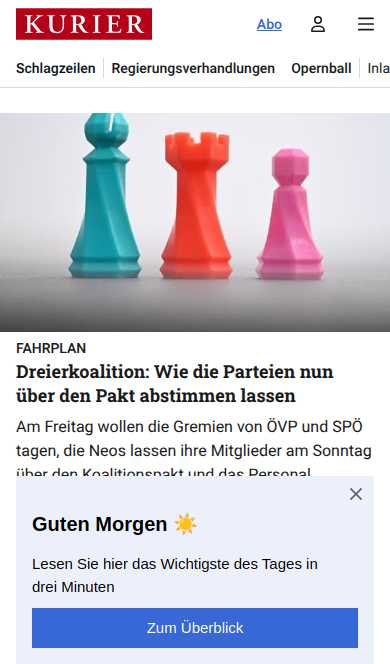 KURIER
Abo
Schlagzeilen
Regierungsverhandlungen
Opernball
Inla
FAHRPLAN
Dreierkoalition: Wie die Parteien nun
über den Pakt abstimmen lassen
Am Freitag wollen die Gremien von ÖVP und SPÖ
tagen, die Neos lassen ihre Mitglieder am Sonntag
über den Koalitionspakt und das Personal
Guten Morgen ☀️
Lesen Sie hier das Wichtigste des Tages in
drei Minuten
Zum Überblick